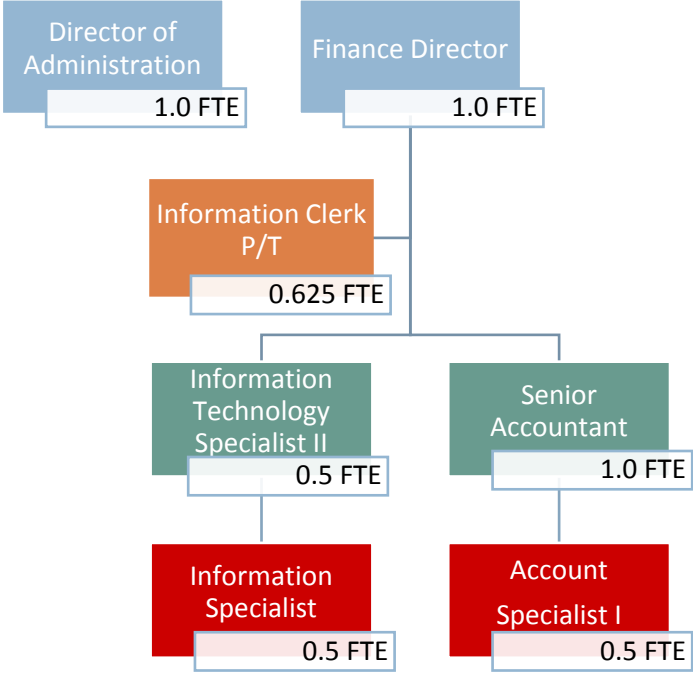 Director of
Administration
1.0 FTE
Finance Director
1.0 FTE
Information Clerk
P/T
0.625 FTE
Information
Technology
Specialist II
0.5 FTE
Senior
Accountant
1.0 FTE
Information
Specialist
0.5 FTE
Account
Specialist I
0.5 FTE